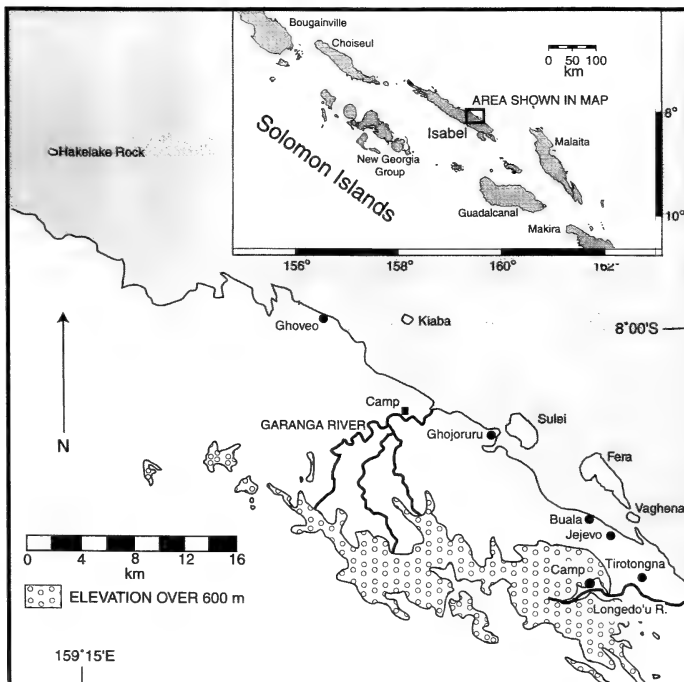 Bougainville
Choiseul
0 50 100
km
AREA SHOWN IN MAP
8°
Isabel
Malaita
Hakelake Rock
Solomon Islands
New Georgia
Group
Guadalcanal
10°
Makira
156° 158° 160° 162°
Ghoveo
Kiaba
8°00'S
Camp
GARANGA RIVER
Sulei
N
Ghojoruru
Fera
Vaghena
Buala
Jejevo
0 4 8 12 16
km
Tirotongna
Camp
ELEVATION OVER 600 m
Longedo'u R.
159°15'E